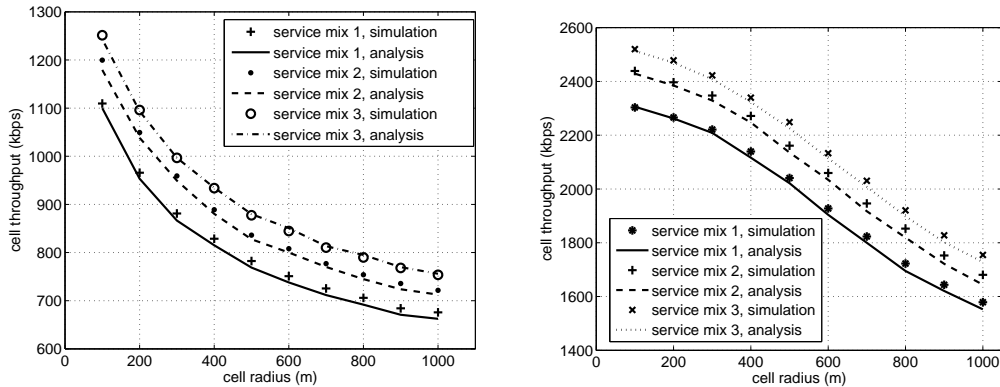 1300
1200
1100
1000
900
800
700
600
0
200
400
600
800
1000
cell throughput (kbps)
cell radius (m)
service mix 1, simulation
service mix 1, analysis
service mix 2, simulation
service mix 2, analysis
service mix 3, simulation
service mix 3, analysis
2600
2400
2200
2000
1800
1600
1400
0
200
400
600
800
1000
cell throughput (kbps)
cell radius (m)
service mix 1, simulation
service mix 1, analysis
service mix 2, simulation
service mix 2, analysis
service mix 3, simulation
service mix 3, analysis